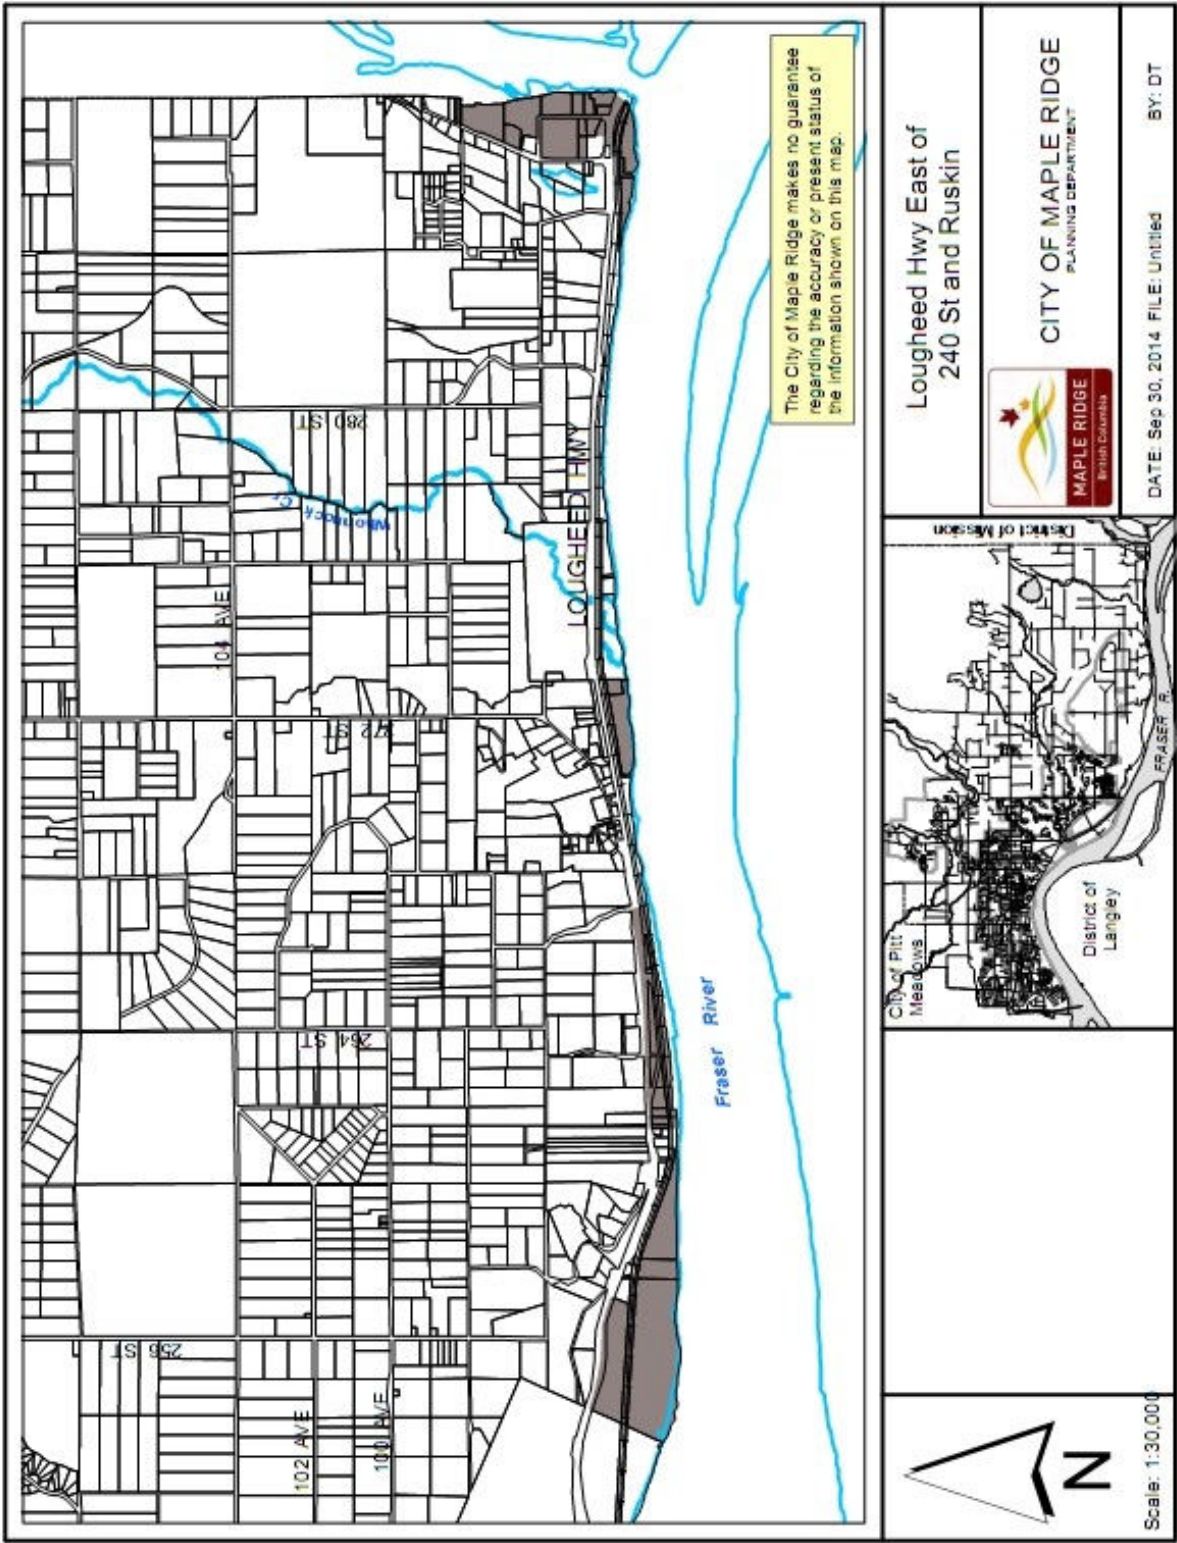 280 ST
Whonnock Cr
LOUGHEED HWY
104 AVE
272 ST
264 ST
256 ST
102 AVE
100 AVE
Fraser River
The City of Maple Ridge makes no guarantee
regarding the accuracy or present status of
the information shown on this map.
Scale: 1:30,000
N
City of Pitt
Meadows
District of
Langley
District of Mission
FRASER R.
Lougheed Hwy East of
240 St and Ruskin
MAPLE RIDGE
British Columbia
CITY OF MAPLE RIDGE
PLANNING DEPARTMENT
DATE: Sep 30, 2014 FILE: Untitled BY: DT